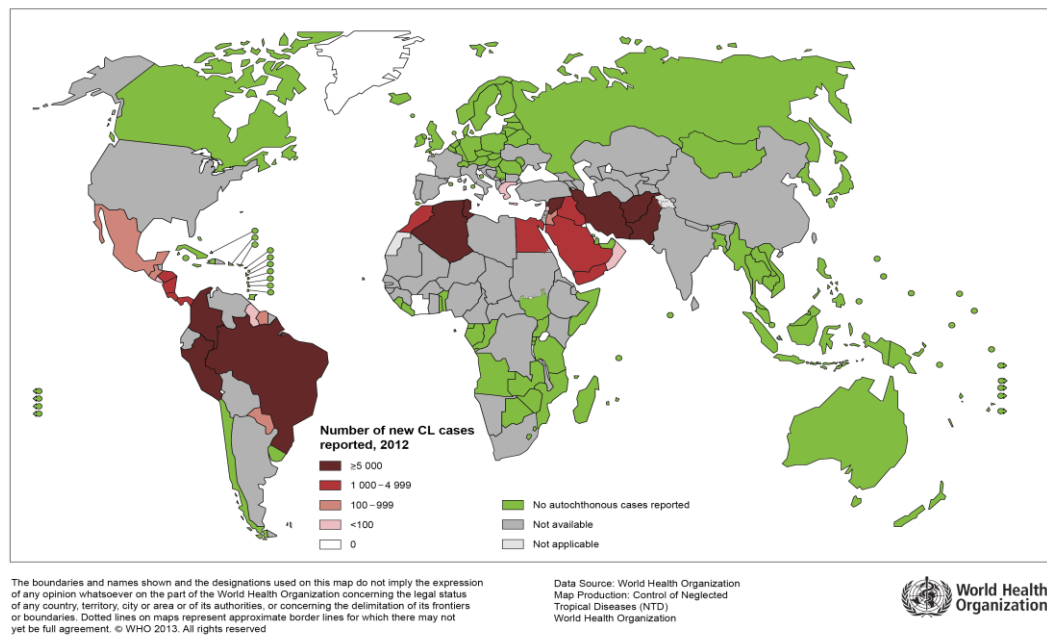 Number of new CL cases
reported, 2012
≥5 000
1 000–4 999
100–999
<100
0
No autochthonous cases reported
Not available
Not applicable
The boundaries and names shown and the designations used on this map do not imply the expression
of any opinion whatsoever on the part of the World Health Organization concerning the legal status
of any country, territory, city or area or of its authorities, or concerning the delimitation of its frontiers
or boundaries. Dotted lines on maps represent approximate border lines for which there may not
yet be full agreement. © WHO 2013. All rights reserved
Data Source: World Health Organization
Map Production: Control of Neglected
Tropical Diseases (NTD)
World Health Organization
World Health
Organization